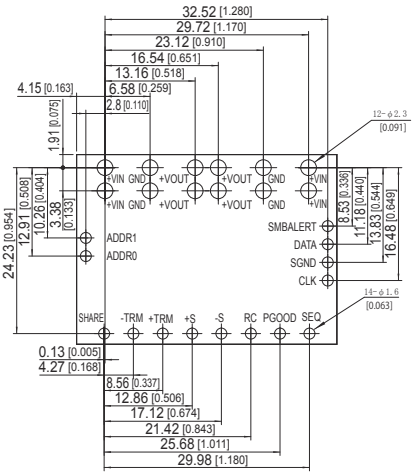 32.52 [1.280]
29.72 [1.170]
23.12 [0.910]
16.54 [0.651]
13.16 [0.518]
4.15 [0.163] 6.58 [0.259]
2.8 [0.110]
1.91 [0.075]
12-φ2.3
[0.091]
+VIN GND +VOUT +VOUT GND +VIN
+VIN GND +VOUT +VOUT GND +VIN
24.23 [0.954]
12.91 [0.508]
10.26 [0.404]
3.38 [0.133]
8.53 [0.336]
11.18 [0.440]
13.83 [0.544]
16.48 [0.649]
SMBALERT
ADDR1 DATA
ADDR0 SGND
CLK
14-φ1.6
[0.063]
SHARE -TRM +TRM +S -S RC PGOOD SEQ
0.13 [0.005]
4.27 [0.168]
8.56 [0.337]
12.86 [0.506]
17.12 [0.674]
21.42 [0.843]
25.68 [1.011]
29.98 [1.180]